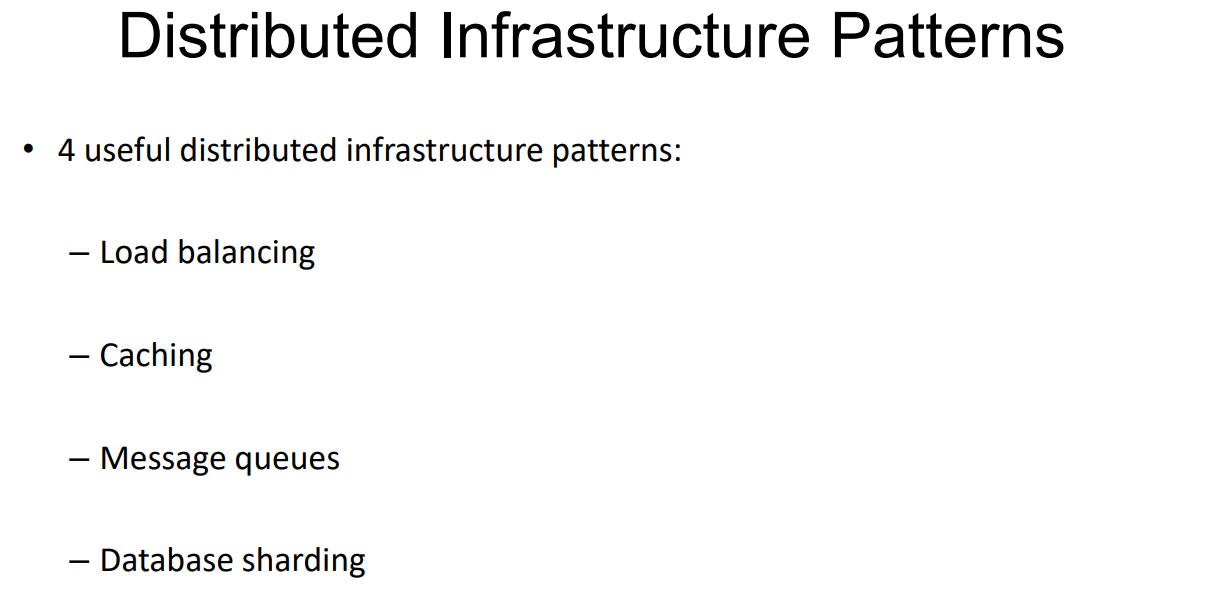 Distributed Infrastructure Patterns
• 4 useful distributed infrastructure patterns:
– Load balancing
– Caching
– Message queues
– Database sharding